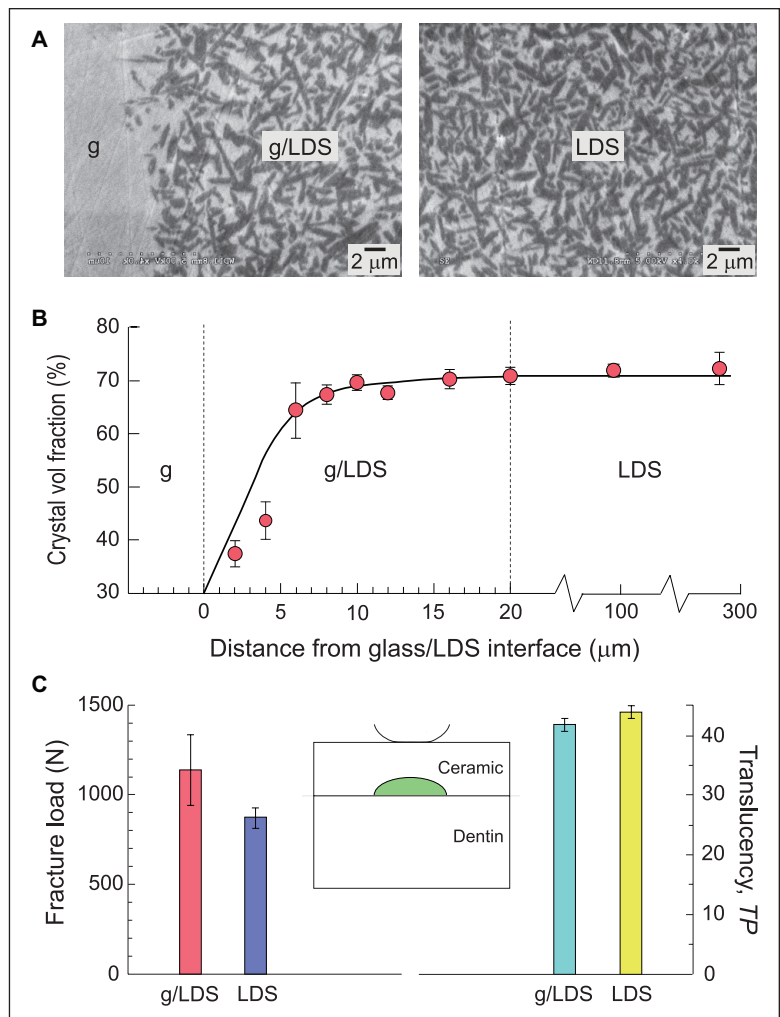 A
g
g/LDS
LDS
2 μm
2 μm
B
Crystal vol fraction (%)
80
70
60
50
40
30
g
g/LDS
LDS
0
5
10
15
20
100
300
Distance from glass/LDS interface (μm)
C
Fracture load (N)
1500
1000
500
0
g/LDS
LDS
Ceramic
Dentin
40
30
20
10
0
Translucency, TP
g/LDS
LDS